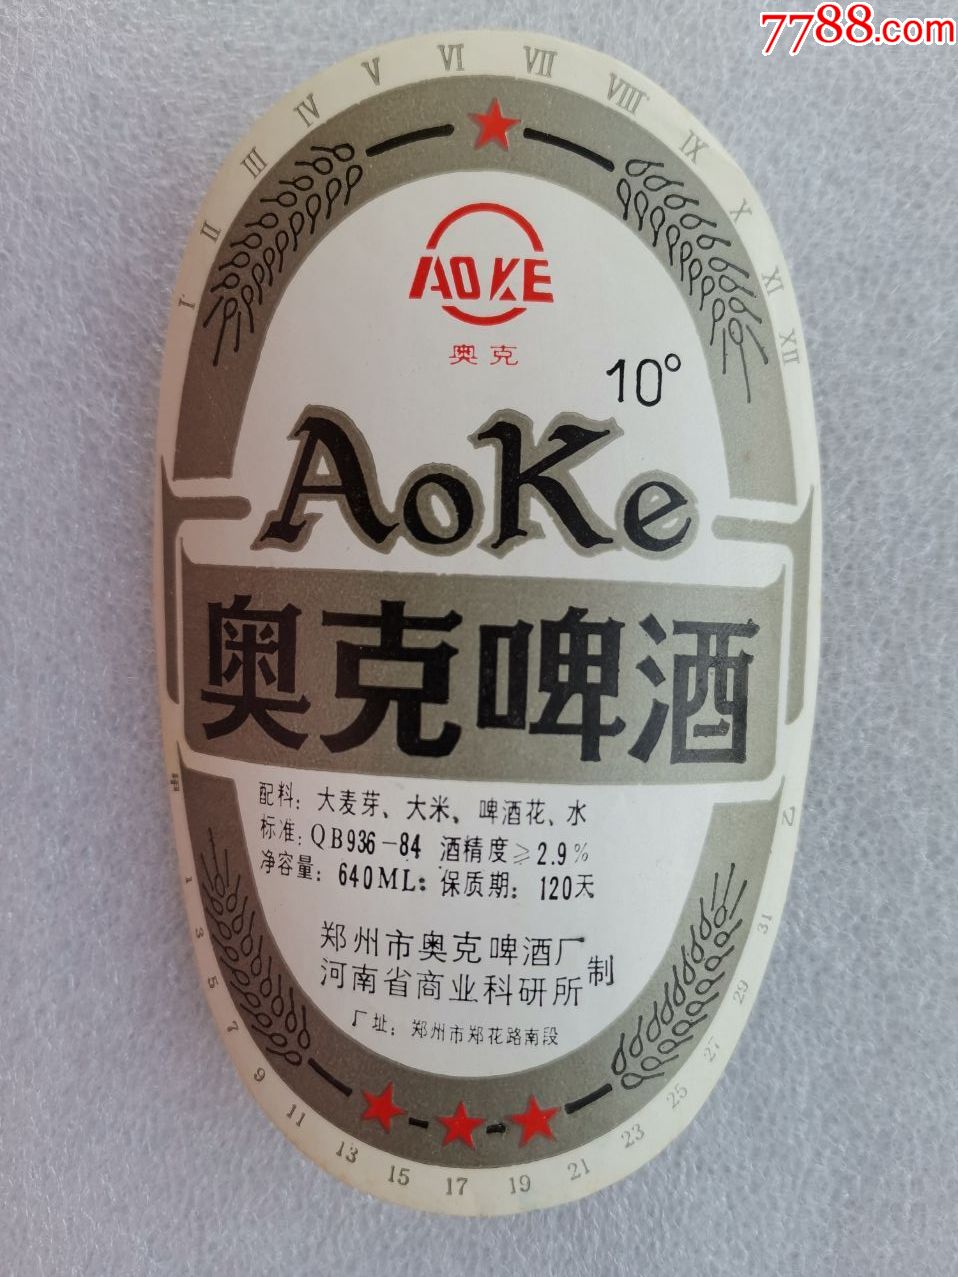 7788.com
I II III IV V VI VII VIII IX X XI XII
AOKE
奥克
10°
AoKe
奥克啤酒
配料：大麦芽、大米、啤酒花、水
标准：QB936-84 酒精度≥2.9%
净容量：640ML：保质期：120天
郑州市奥克啤酒厂
河南省商业科研所 制
厂址：郑州市郑花路南段
1 3 5 7 9 11 13 15 17 19 21 23 25 27 29 31 2